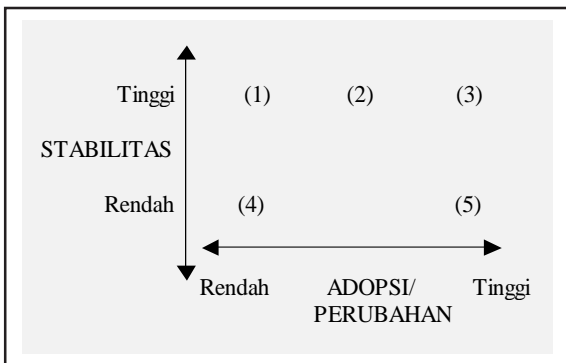 Tinggi (1) (2) (3)
STABILITAS
Rendah (4) (5)
Rendah ADOPSI/ Tinggi
PERUBAHAN